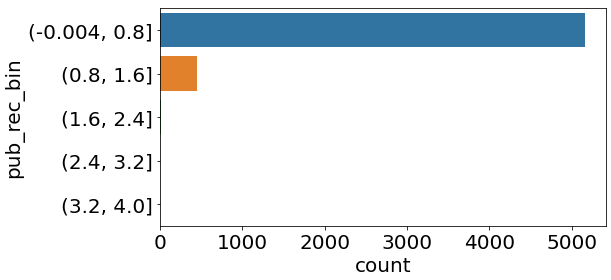 pub_rec_bin
(-0.004, 0.8]
(0.8, 1.6]
(1.6, 2.4]
(2.4, 3.2]
(3.2, 4.0]
0 1000 2000 3000 4000 5000
count